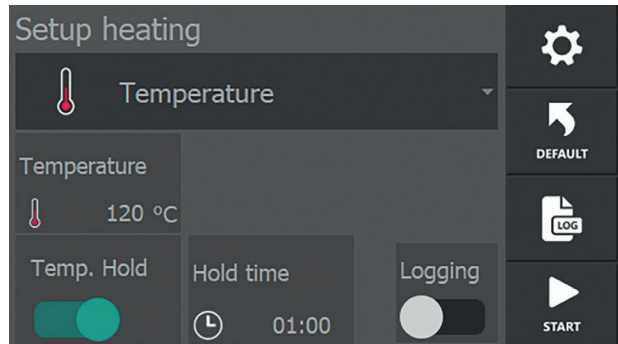 Setup heating
Temperature
Temperature
120 °C
Temp. Hold
Hold time
01:00
Logging
DEFAULT
LOG
START